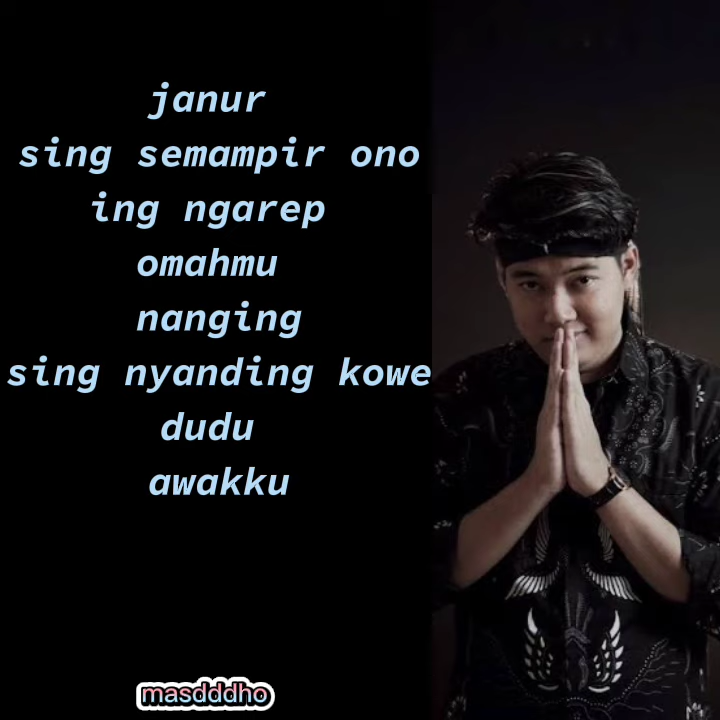 janur
sing semampir ono
ing ngarep
omahmu
nanging
sing nyanding kowe
dudu
awakku
masdddho